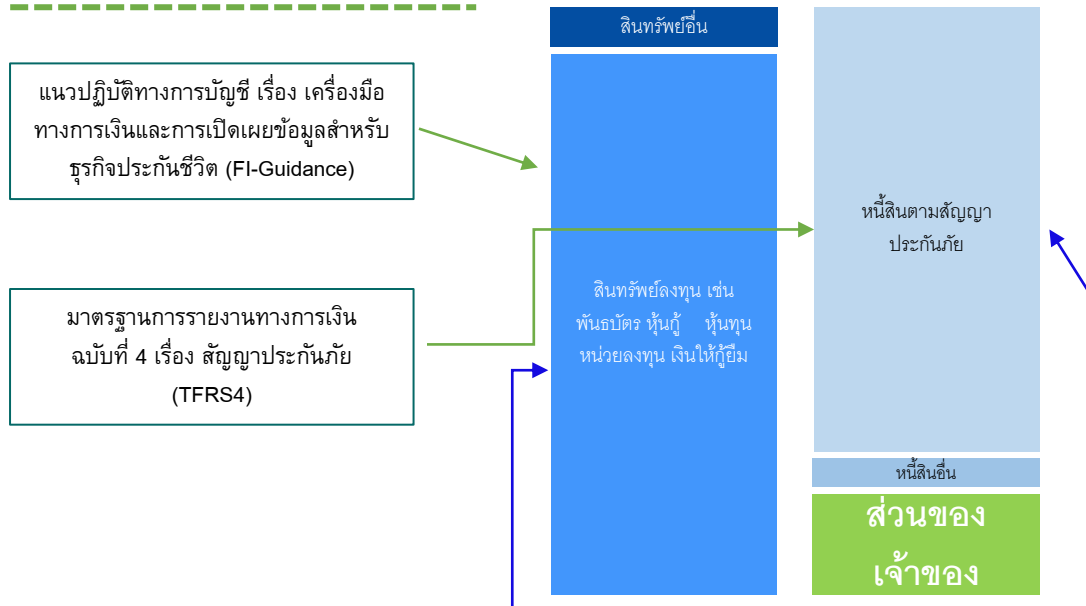 สินทรัพย์อื่น
แนวปฏิบัติทางการบัญชี เรื่อง เครื่องมือ
ทางการเงินและการเปิดเผยข้อมูลสำหรับ
ธุรกิจประกันชีวิต (FI-Guidance)
หนี้สินตามสัญญา
ประกันภัย
มาตรฐานการรายงานทางการเงิน
ฉบับที่ 4 เรื่อง สัญญาประกันภัย
(TFRS4)
สินทรัพย์ลงทุน เช่น
พันธบัตร หุ้นกู้ หุ้นทุน
หน่วยลงทุน เงินให้กู้ยืม
หนี้สินอื่น
ส่วนของ
เจ้าของ